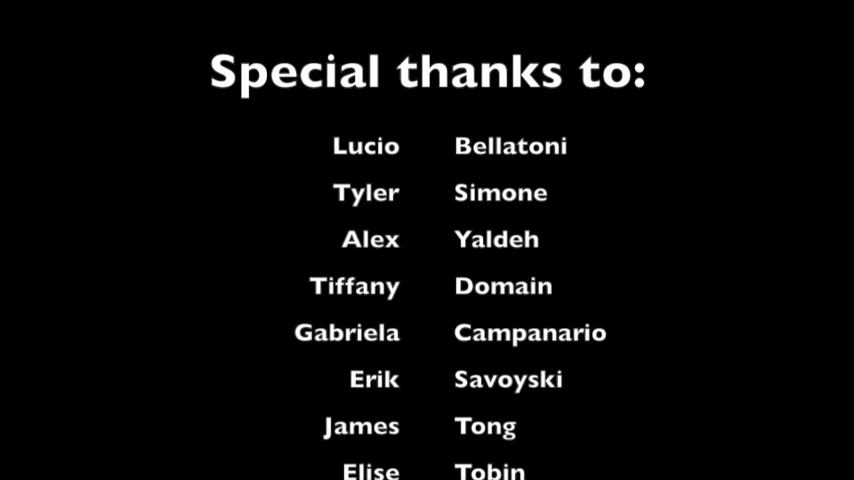 Special thanks to:
Lucio Bellatoni
Tyler Simone
Alex Yaldeh
Tiffany Domain
Gabriela Campanario
Erik Savoyski
James Tong
Elise Tobin